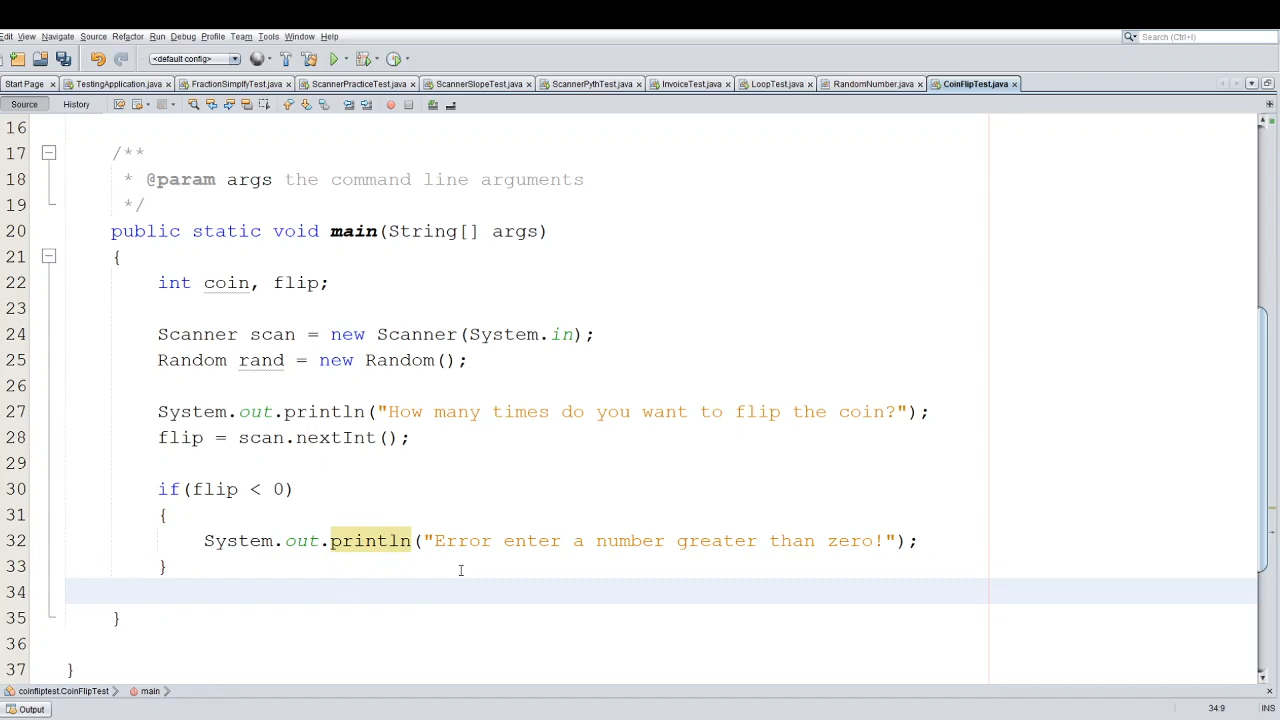 Edit View Navigate Source Refactor Run Debug Profile Team Tools Window Help
Search (Ctrl+I)
<default config>
Start Page TestingApplication.java FractionSimplfyTest.java ScannerPracticeTest.java ScannerSlopeTest.java ScannerPythTest.java InvoiceTest.java LoopTest.java RandomNumber.java CoinFlipTest.java
Source History
16
17 /**
18 * @param args the command line arguments
19 */
20 public static void main(String[] args)
21 {
22 int coin, flip;
23
24 Scanner scan = new Scanner(System.in);
25 Random rand = new Random();
26
27 System.out.println("How many times do you want to flip the coin?");
28 flip = scan.nextInt();
29
30 if(flip < 0)
31 {
32 System.out.println("Error enter a number greater than zero!");
33 }
34
35 }
36
37 }
coinfliptest.CoinFlipTest main
Output 34:9 INS